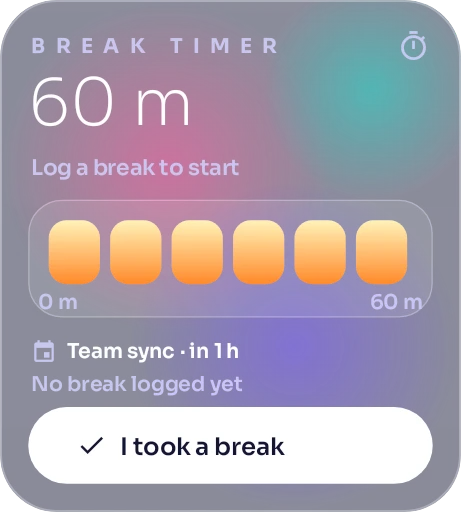 BREAK TIMER
60 m
Log a break to start
0 m 60 m
Team sync · in 1 h
No break logged yet
I took a break